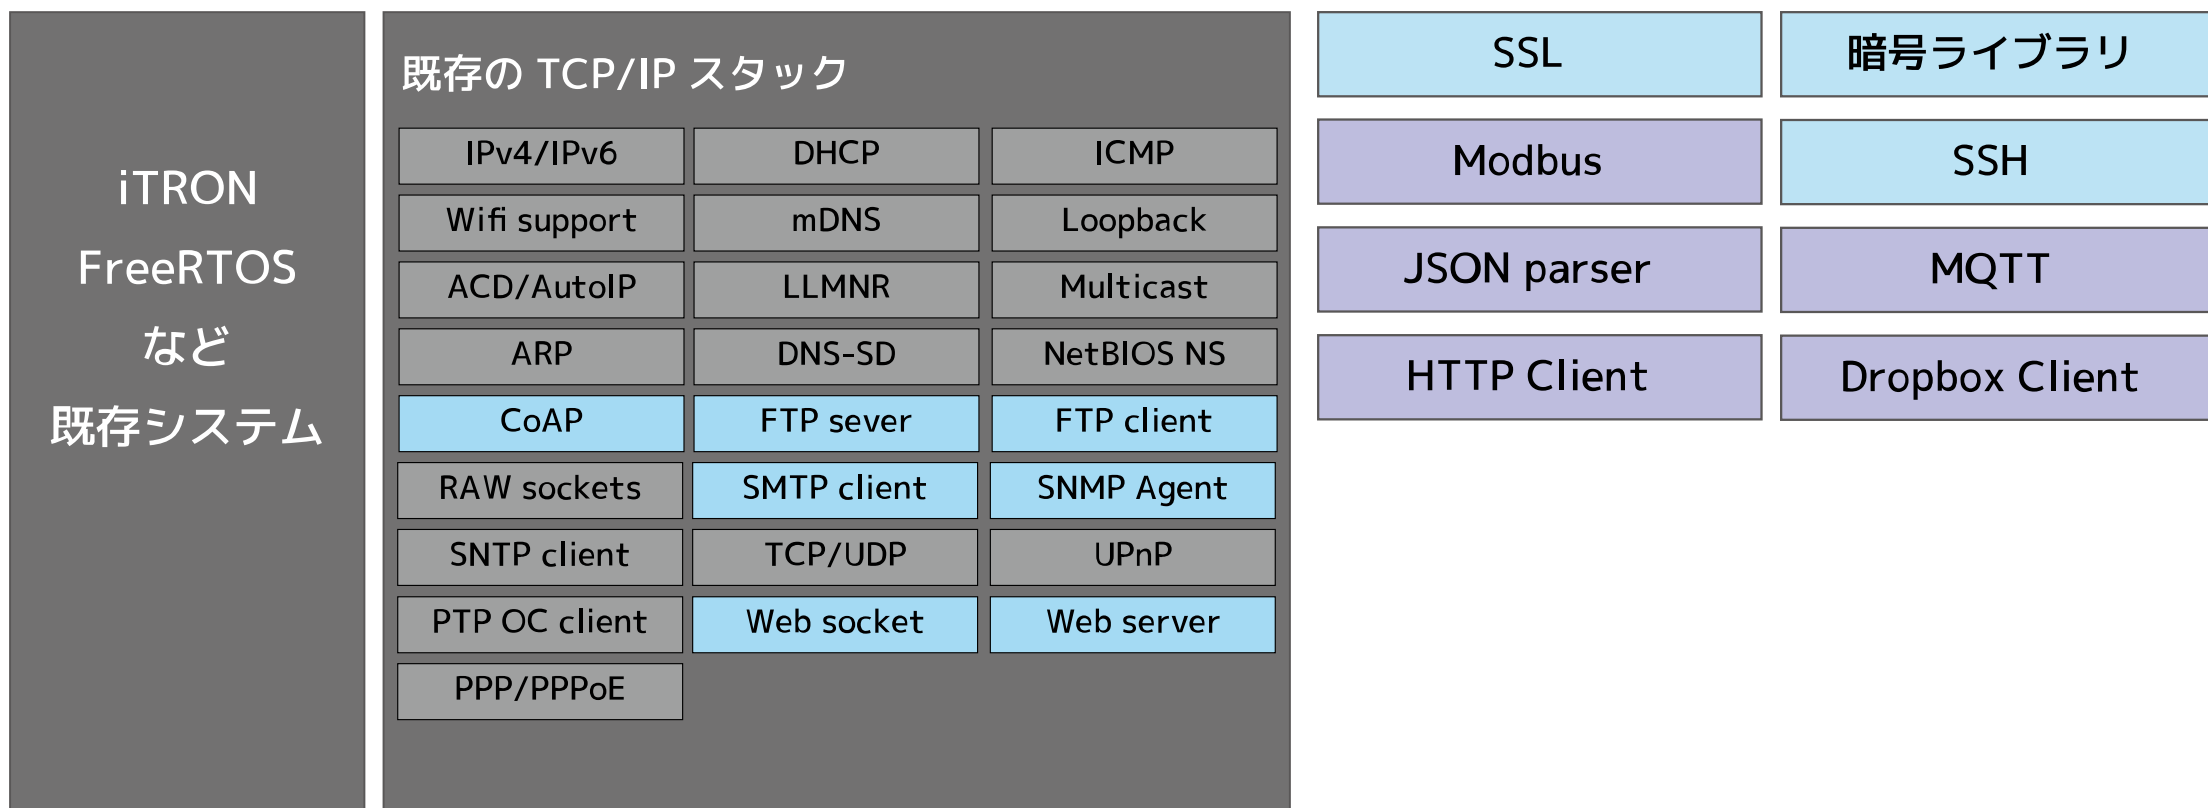 iTRON
FreeRTOS
など
既存システム
既存の TCP/IP スタック
IPv4/IPv6 DHCP ICMP
Wifi support mDNS Loopback
ACD/AutoIP LLMNR Multicast
ARP DNS-SD NetBIOS NS
CoAP FTP sever FTP client
RAW sockets SMTP client SNMP Agent
SNTP client TCP/UDP UPnP
PTP OC client Web socket Web server
PPP/PPPoE
SSL 暗号ライブラリ
Modbus SSH
JSON parser MQTT
HTTP Client Dropbox Client